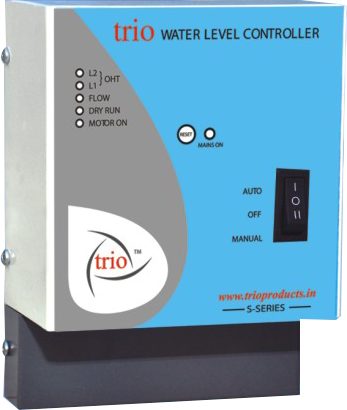 trio WATER LEVEL CONTROLLER
L2
L1
OHT
FLOW
DRY RUN
MOTOR ON
RESET
MAINS ON
AUTO
I
OFF
O
MANUAL
II
trio ™
www.trioproducts.in
S-SERIES